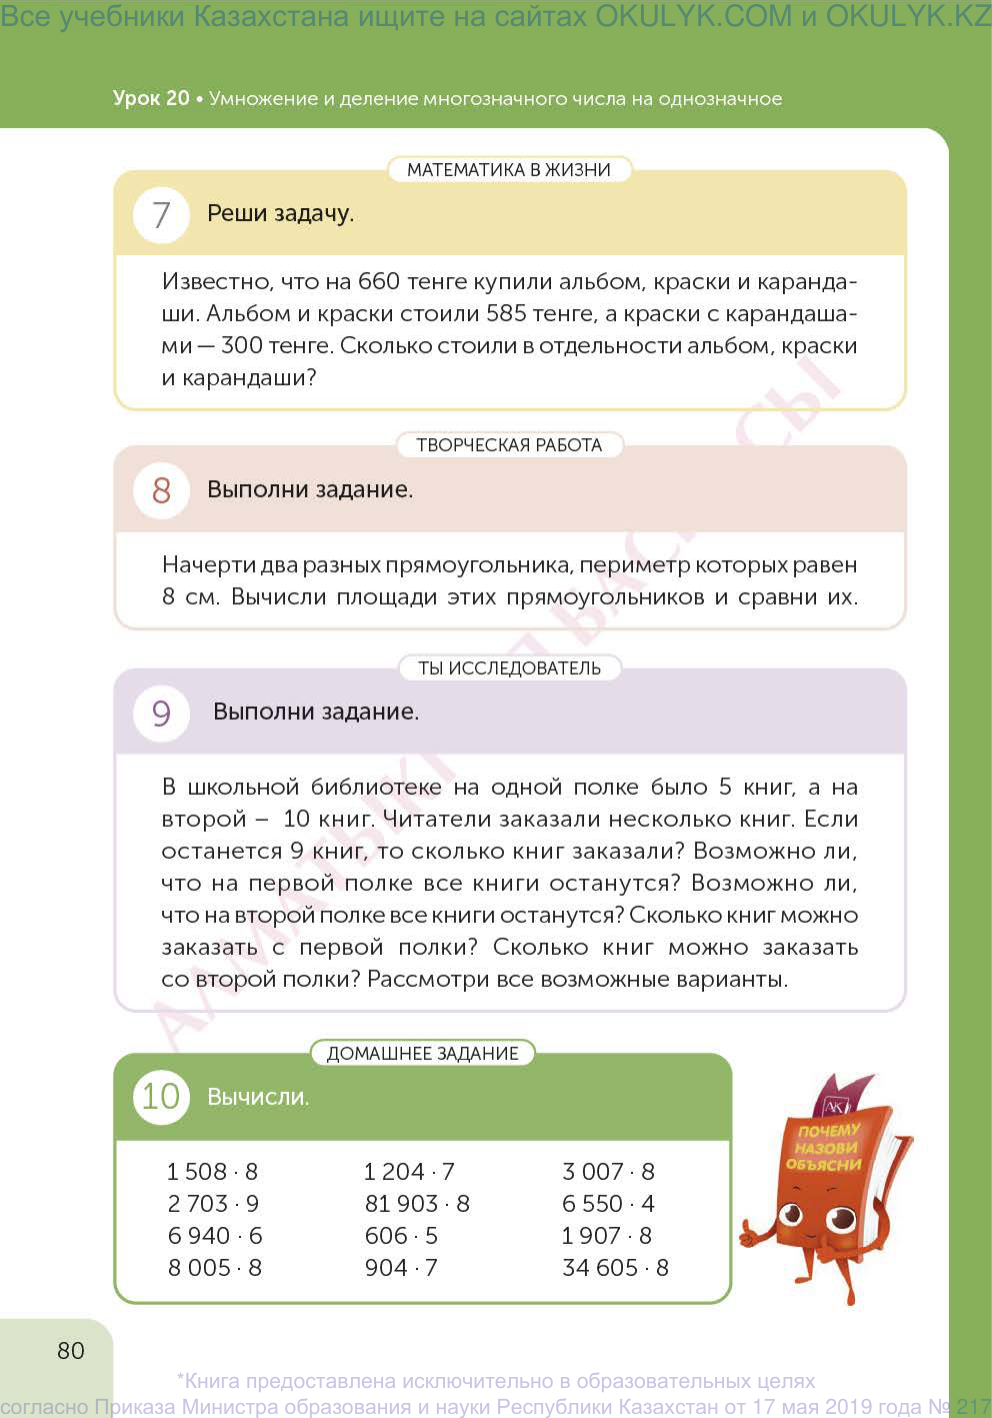 Все учебники Казахстана ищите на сайтах OKULYK.COM и OKULYK.KZ
Урок 20 • Умножение и деление многозначного числа на однозначное
МАТЕМАТИКА В ЖИЗНИ
7 Реши задачу.
Известно, что на 660 тенге купили альбом, краски и каранда-
ши. Альбом и краски стоили 585 тенге, а краски с карандаша-
ми — 300 тенге. Сколько стоили в отдельности альбом, краски
и карандаши?
ТВОРЧЕСКАЯ РАБОТА
8 Выполни задание.
Начерти два разных прямоугольника, периметр которых равен
8 см. Вычисли площади этих прямоугольников и сравни их.
ТЫ ИССЛЕДОВАТЕЛЬ
9 Выполни задание.
В школьной библиотеке на одной полке было 5 книг, а на
второй – 10 книг. Читатели заказали несколько книг. Если
останется 9 книг, то сколько книг заказали? Возможно ли,
что на первой полке все книги останутся? Возможно ли,
что на второй полке все книги останутся? Сколько книг можно
заказать с первой полки? Сколько книг можно заказать
со второй полки? Рассмотри все возможные варианты.
ДОМАШНЕЕ ЗАДАНИЕ
10 Вычисли.
1 508 · 8 1 204 · 7 3 007 · 8
2 703 · 9 81 903 · 8 6 550 · 4
6 940 · 6 606 · 5 1 907 · 8
8 005 · 8 904 · 7 34 605 · 8
АК
ПОЧЕМУ
НАЗОВИ
ОБЪЯСНИ
80
*Книга предоставлена исключительно в образовательных целях
согласно Приказа Министра образования и науки Республики Казахстан от 17 мая 2019 года № 217